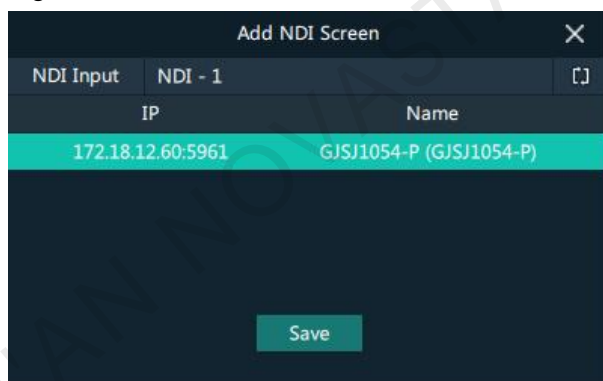 Add NDI Screen
NDI Input NDI - 1
IP Name
172.18.12.60:5961 GJSJ1054-P (GJSJ1054-P)
Save